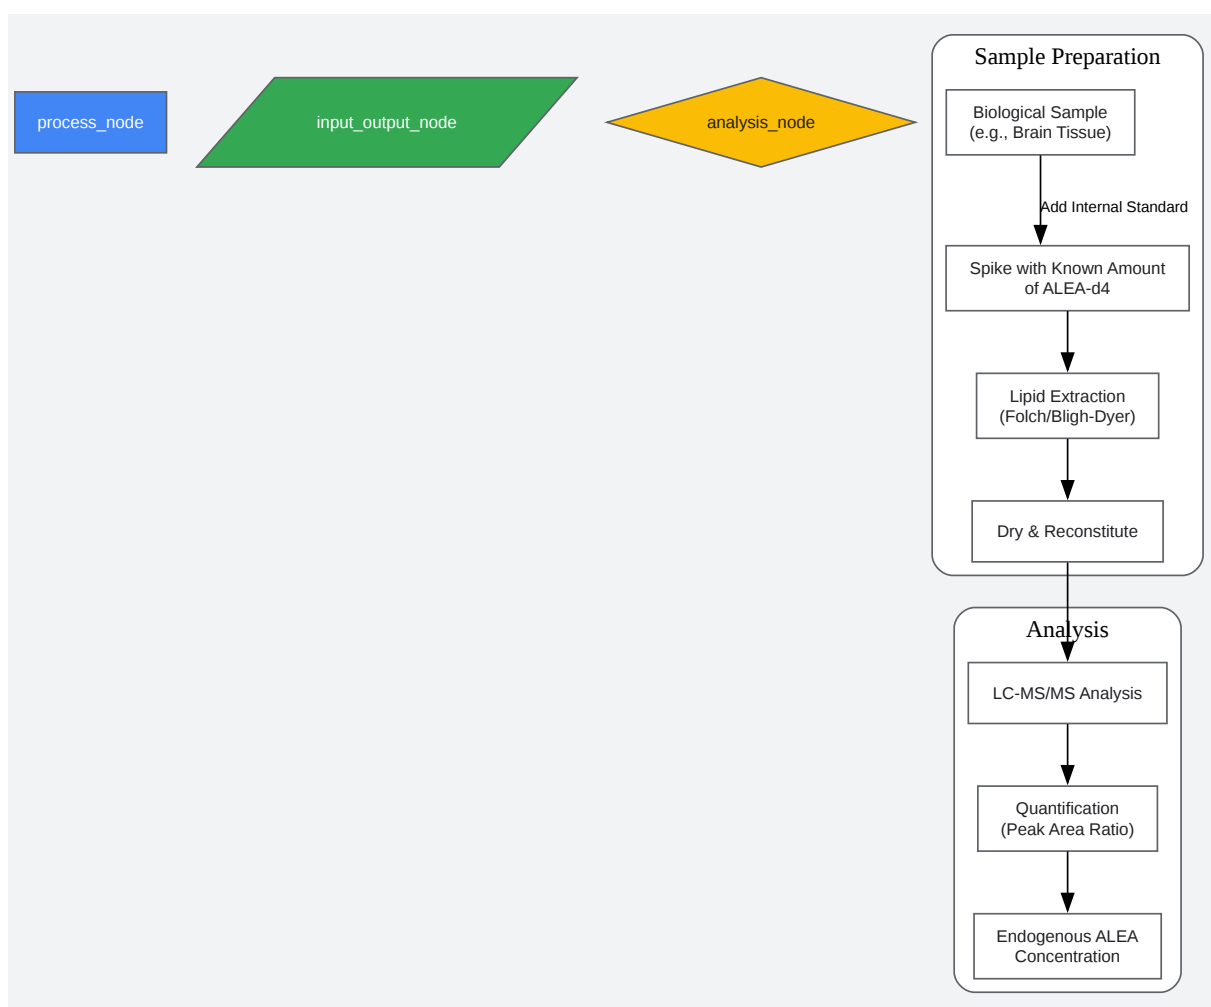 process_node
input_output_node
analysis_node
Sample Preparation
Biological Sample
(e.g., Brain Tissue)
Add Internal Standard
Spike with Known Amount
of ALEA-d4
Lipid Extraction
(Folch/Bligh-Dyer)
Dry & Reconstitute
Analysis
LC-MS/MS Analysis
Quantification
(Peak Area Ratio)
Endogenous ALEA
Concentration